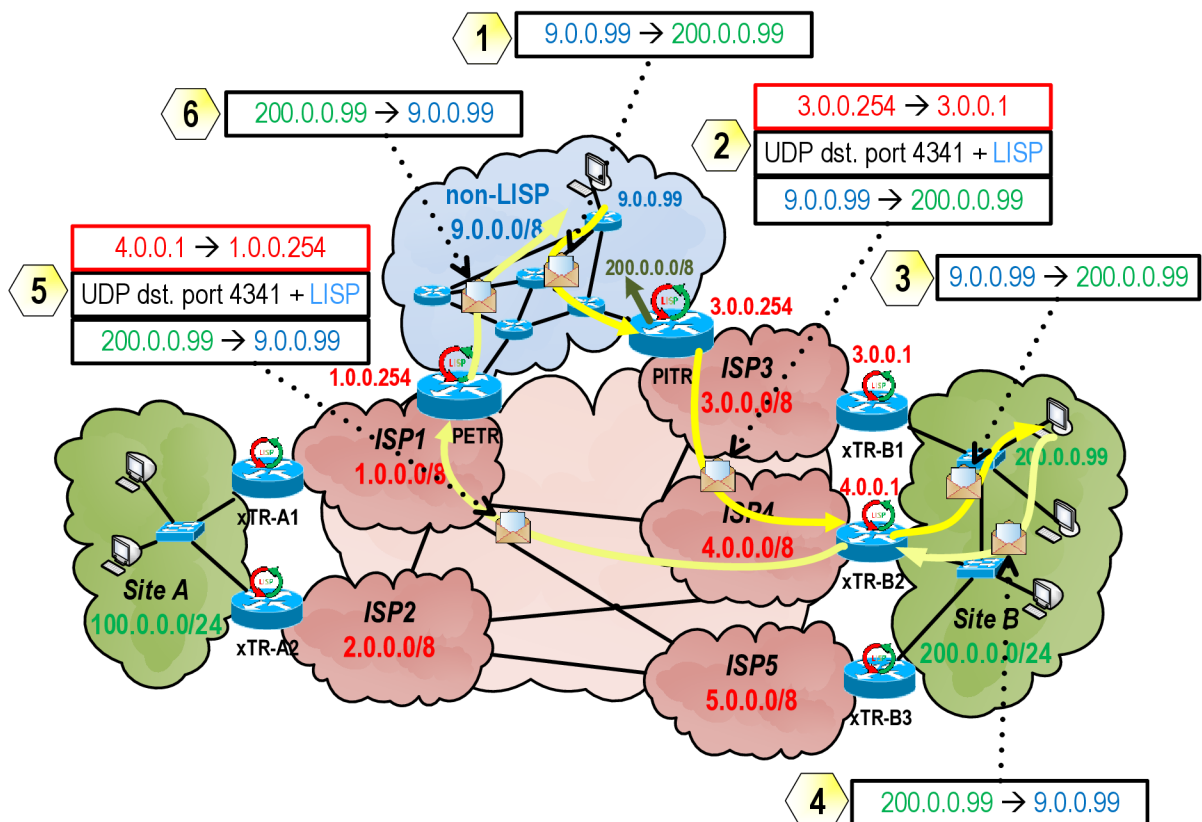 1
9.0.0.99 → 200.0.0.99
6
200.0.0.99 → 9.0.0.99
2
3.0.0.254 → 3.0.0.1
UDP dst. port 4341 + LISP
9.0.0.99 → 200.0.0.99
non-LISP
9.0.0.0/8
9.0.0.99
5
4.0.0.1 → 1.0.0.254
UDP dst. port 4341 + LISP
200.0.0.99 → 9.0.0.99
3
9.0.0.99 → 200.0.0.99
200.0.0.0/8
LISP
3.0.0.254
1.0.0.254
LISP
PETR
PITR
ISP3
3.0.0.0/8
3.0.0.1
LISP
xTR-B1
ISP1
1.0.0.0/8
LISP
xTR-A1
200.0.0.99
ISP4
4.0.0.0/8
4.0.0.1
LISP
xTR-B2
Site A
100.0.0.0/24
LISP
xTR-A2
ISP2
2.0.0.0/8
Site B
200.0.0.0/24
ISP5
5.0.0.0/8
LISP
xTR-B3
4
200.0.0.99 → 9.0.0.99